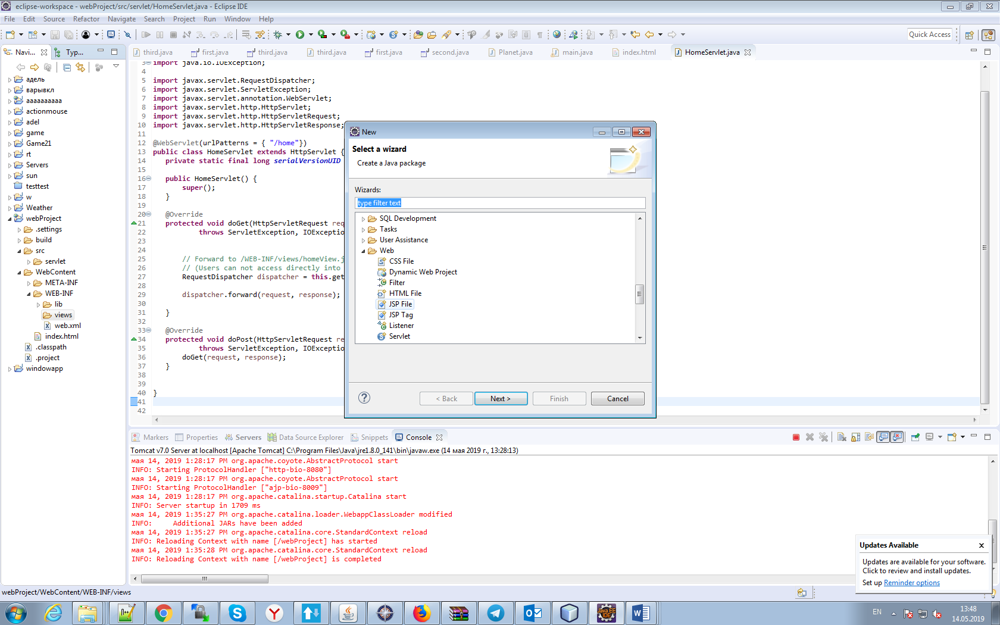 eclipse-workspace - webProject/src/servlet/HomeServlet.java - Eclipse IDE
File Edit Source Refactor Navigate Search Project Run Window Help
Quick Access
Navi... Typ...
third.java first.java third.java third.java first.java second.java Planet.java main.java index.html HomeServlet.java
адель
варывкл
aaaaaaaaaa
actionmouse
adel
game
Game21
rt
Servers
sun
testtest
w
Weather
webProject
.settings
build
src
servlet
WebContent
META-INF
WEB-INF
lib
views
web.xml
index.html
.classpath
.project
windowapp
3 import java.io.IOException;
4
5 import javax.servlet.RequestDispatcher;
6 import javax.servlet.ServletException;
7 import javax.servlet.annotation.WebServlet;
8 import javax.servlet.http.HttpServlet;
9 import javax.servlet.http.HttpServletRequest;
10 import javax.servlet.http.HttpServletResponse;
11
12 @WebServlet(urlPatterns = { "/home"})
13 public class HomeServlet extends HttpServlet {
14 private static final long serialVersionUID
15
16 public HomeServlet() {
17 super();
18 }
19
20 @Override
21 protected void doGet(HttpServletRequest req
22 throws ServletException, IOExceptio
23
24
25 // Forward to /WEB-INF/views/homeView.j
26 // (Users can not access directly into
27 RequestDispatcher dispatcher = this.get
28
29 dispatcher.forward(request, response);
30
31 }
32
33 @Override
34 protected void doPost(HttpServletRequest re
35 throws ServletException, IOExceptio
36 doGet(request, response);
37 }
38
39
40 }
41
42
New
Select a wizard
Create a Java package
Wizards:
type filter text
SQL Development
Tasks
User Assistance
Web
CSS File
Dynamic Web Project
Filter
HTML File
JSP File
JSP Tag
Listener
Servlet
< Back Next > Finish Cancel
Markers Properties Servers Data Source Explorer Snippets Console
Tomcat v7.0 Server at localhost [Apache Tomcat] C:\Program Files\Java\jre1.8.0_141\bin\javaw.exe (14 мая 2019 г., 13:28:13)
мая 14, 2019 1:28:17 PM org.apache.coyote.AbstractProtocol start
INFO: Starting ProtocolHandler ["http-bio-8080"]
мая 14, 2019 1:28:17 PM org.apache.coyote.AbstractProtocol start
INFO: Starting ProtocolHandler ["ajp-bio-8009"]
мая 14, 2019 1:28:17 PM org.apache.catalina.startup.Catalina start
INFO: Server startup in 1709 ms
мая 14, 2019 1:35:27 PM org.apache.catalina.loader.WebappClassLoader modified
INFO: Additional JARs have been added
мая 14, 2019 1:35:27 PM org.apache.catalina.core.StandardContext reload
INFO: Reloading Context with name [/webProject] has started
мая 14, 2019 1:35:28 PM org.apache.catalina.core.StandardContext reload
INFO: Reloading Context with name [/webProject] is completed
Updates Available
Updates are available for your software.
Click to review and install updates.
Set up Reminder options
webProject/WebContent/WEB-INF/views
EN
13:48
14.05.2019